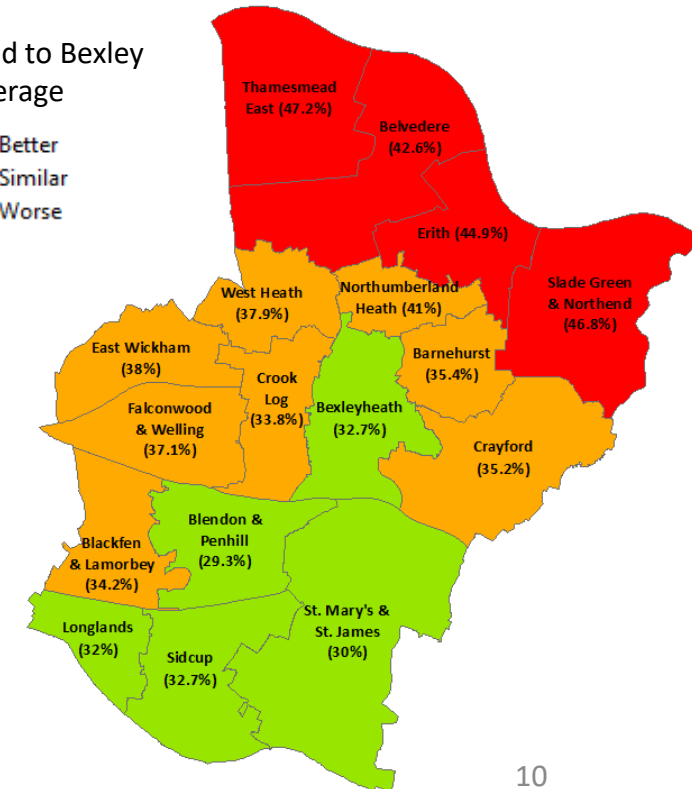 d to Bexley
erage
Better
Similar
Worse
Thamesmead
East (47.2%)
Belvedere
(42.6%)
Erith (44.9%)
Slade Green
& Northend
(46.8%)
West Heath
(37.9%)
Northumberland
Heath (41%)
East Wickham
(38%)
Crook
Log
(33.8%)
Barnehurst
(35.4%)
Bexleyheath
(32.7%)
Falconwood
& Welling
(37.1%)
Crayford
(35.2%)
Blackfen
& Lamorbey
(34.2%)
Blendon &
Penhill
(29.3%)
Longlands
(32%)
Sidcup
(32.7%)
St. Mary's &
St. James
(30%)
10